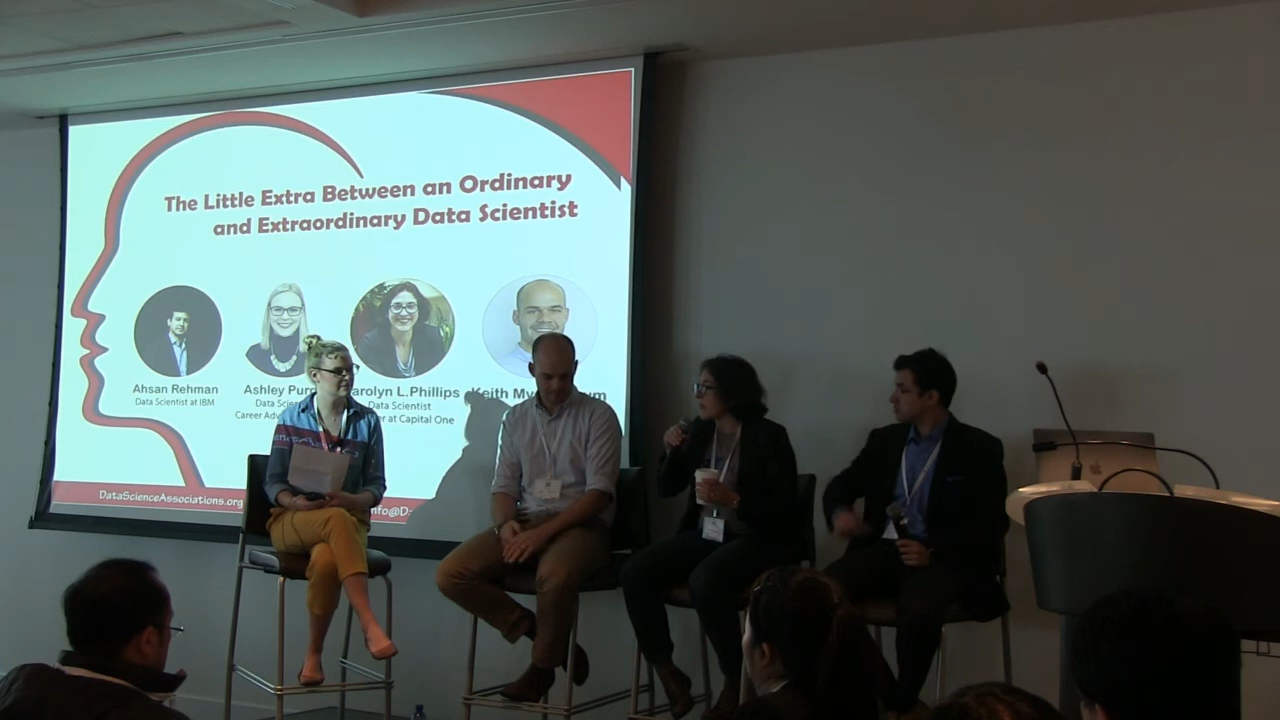 The Little Extra Between an Ordinary
and Extraordinary Data Scientist
Ahsan Rehman
Data Scientist at IBM
Ashley
Data
Career
L.Phillips
Data Scientist
at Capital One
Keith
DataScienceAssociations.org